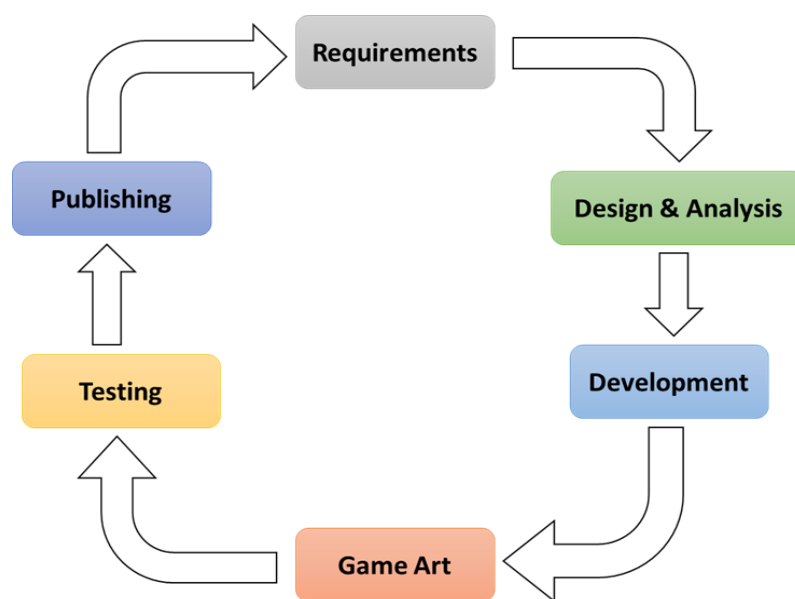 Requirements
Publishing
Design & Analysis
Testing
Development
Game Art